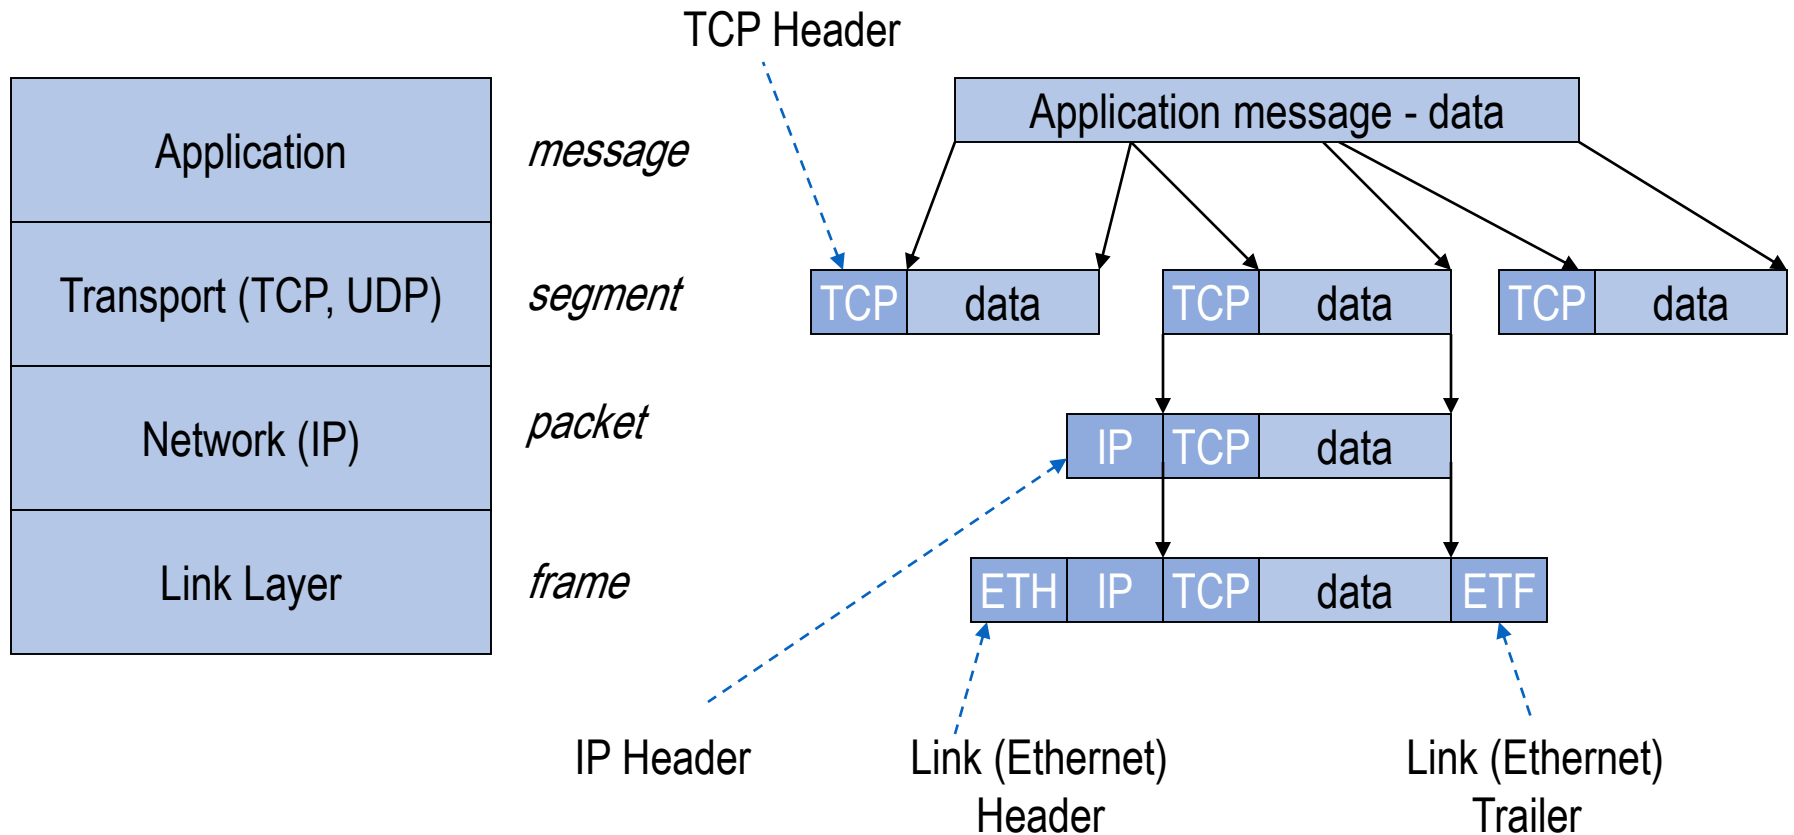 TCP Header
Application message - data
Application
message
Transport (TCP, UDP)
segment
TCP data
TCP data
TCP data
Network (IP)
packet
IP TCP data
Link Layer
frame
ETH IP TCP data ETF
IP Header
Link (Ethernet)
Header
Link (Ethernet)
Trailer